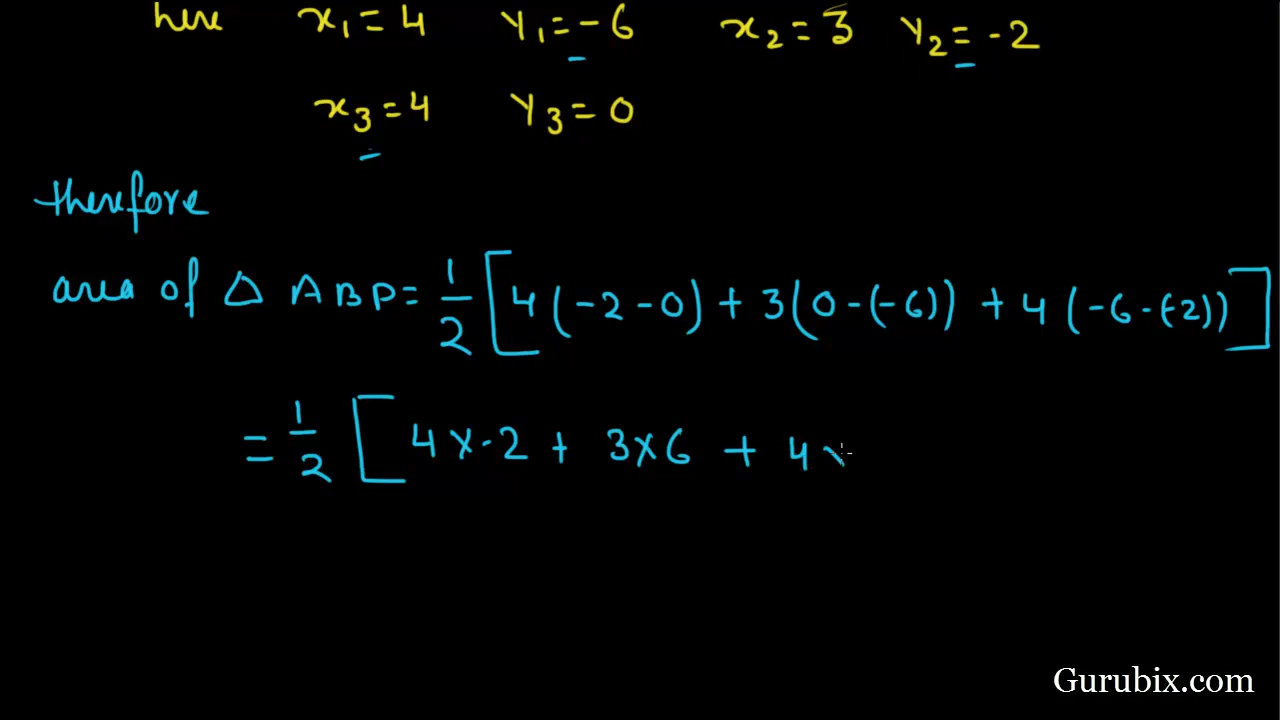 here x₁ = 4 y₁ = -6 x₂ = 3 y₂ = -2
x₃ = 4 y₃ = 0
therefore
area of Δ ABP = 1/2 [4(-2-0) + 3(0-(-6)) + 4(-6-(-2))]
= 1/2 [4×-2 + 3×6 + 4×
Gurubix.com